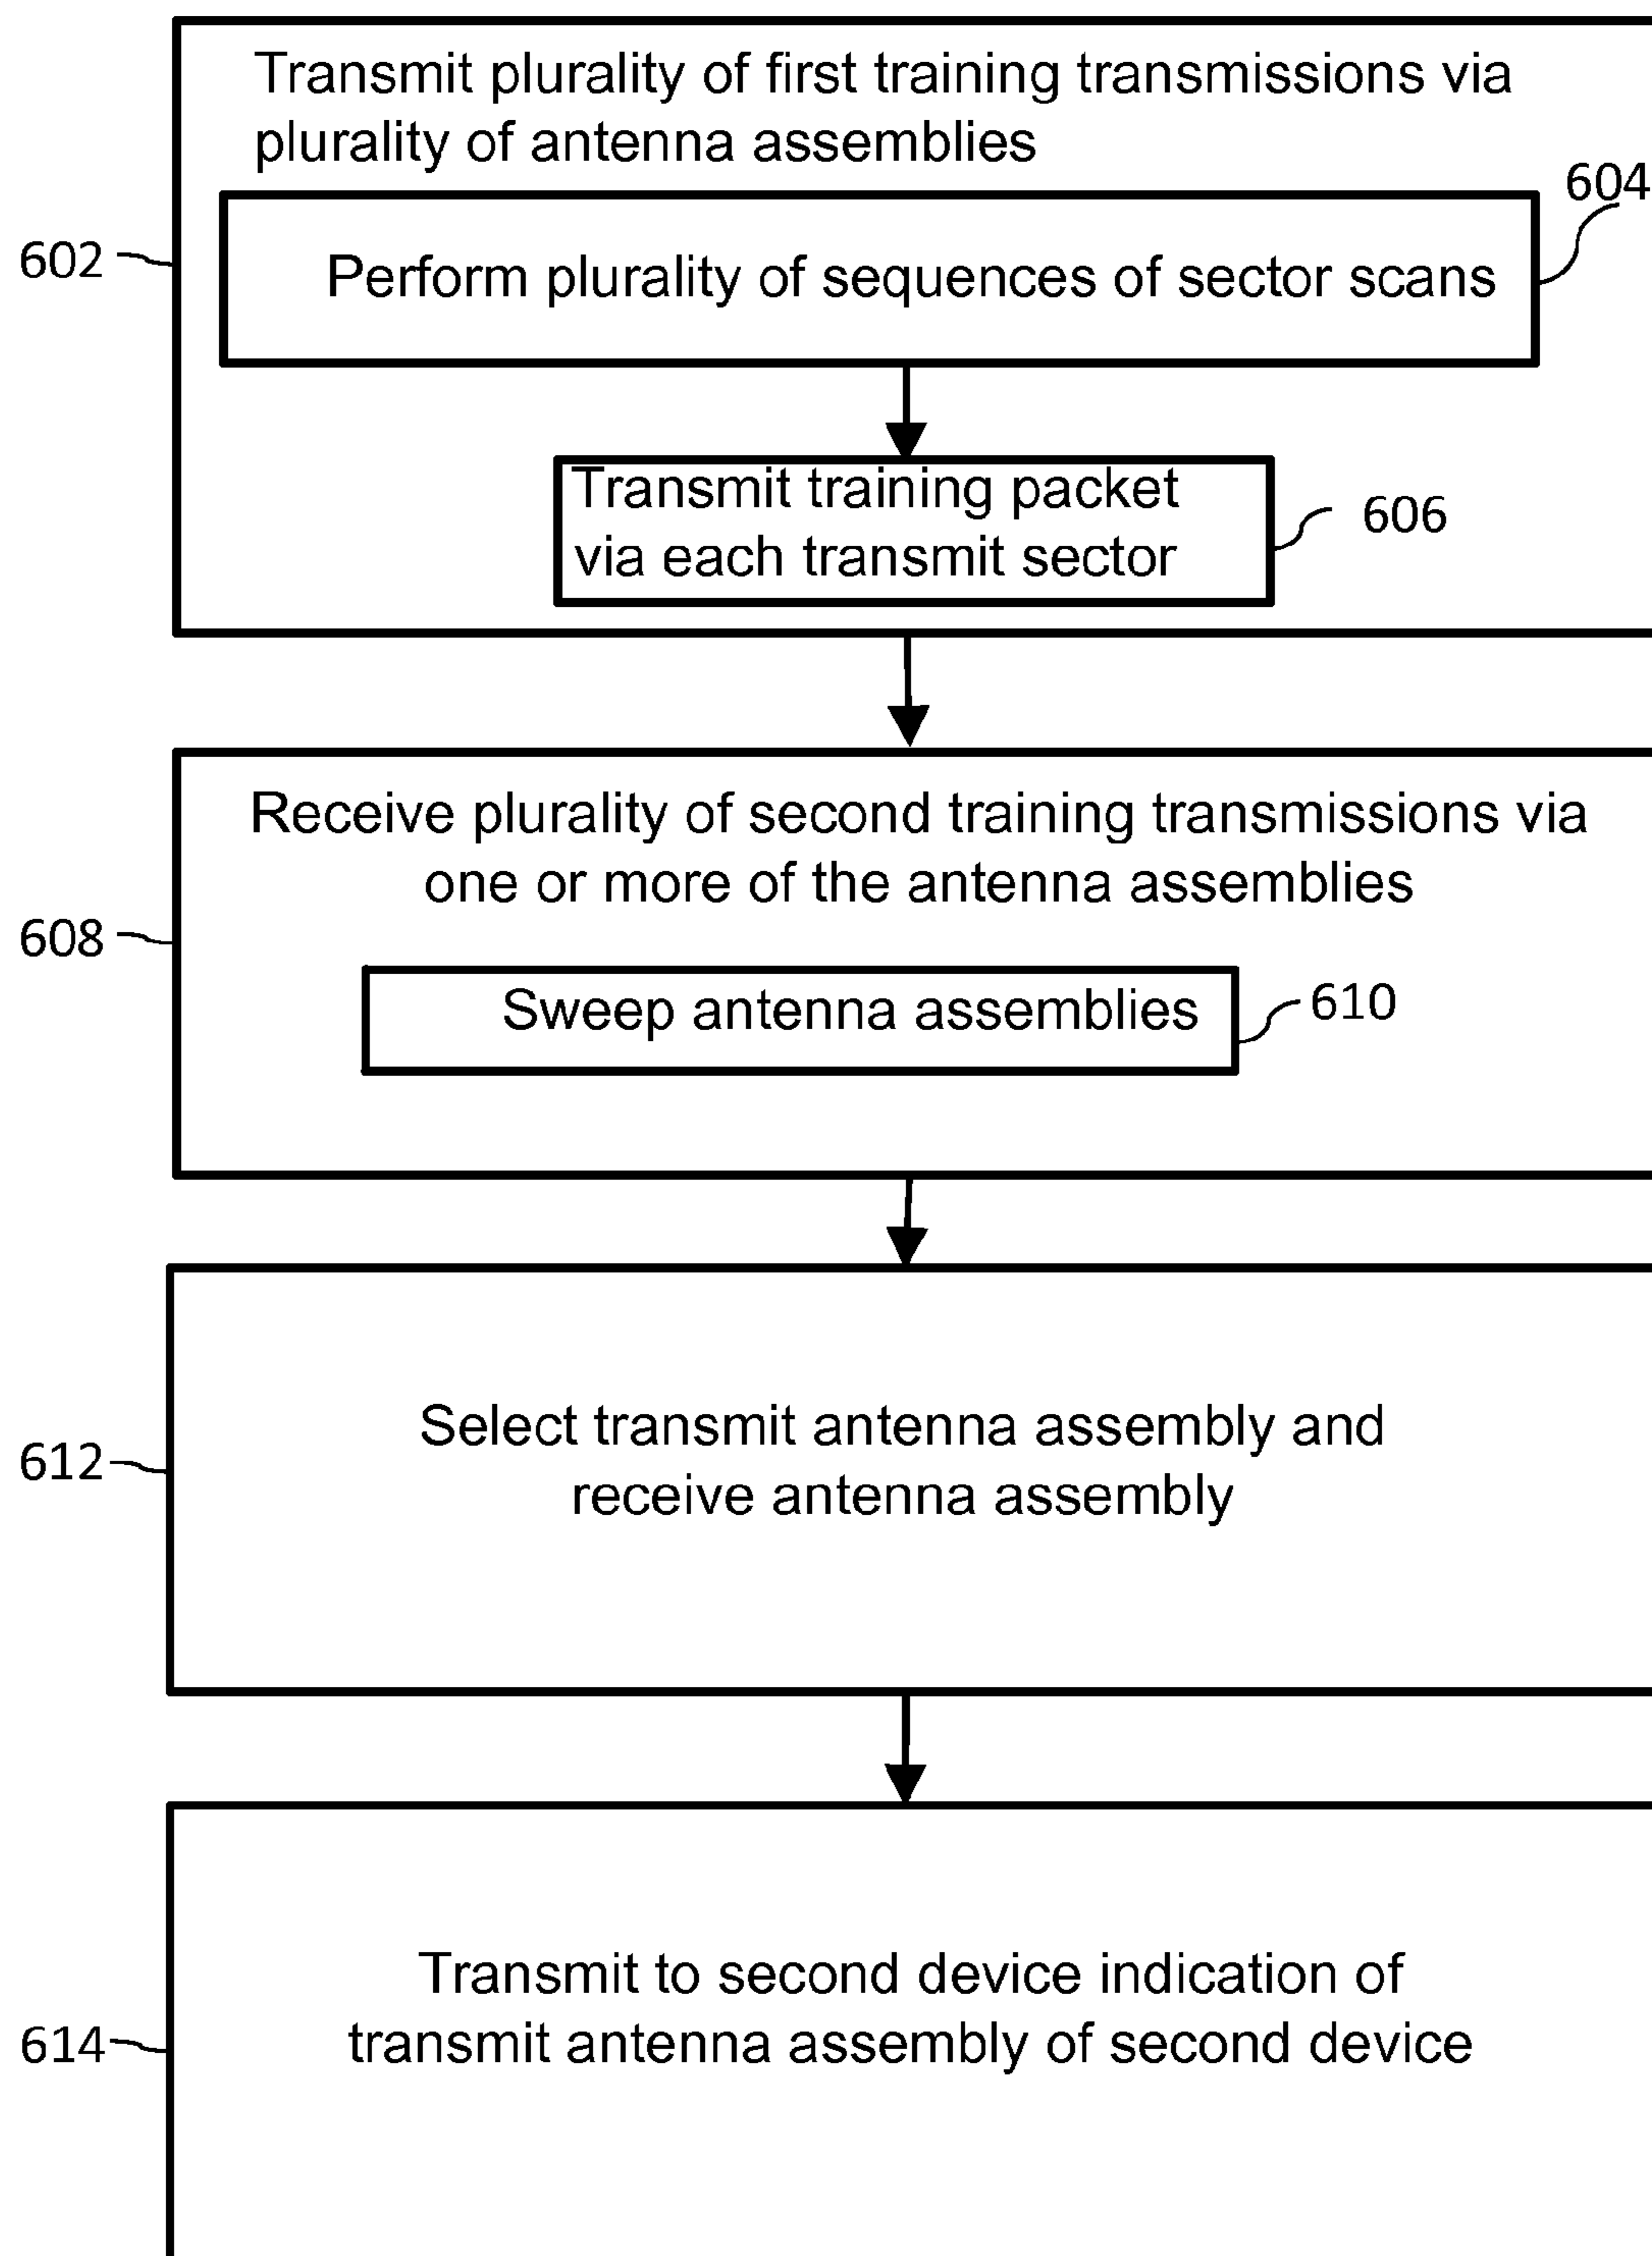 Transmit plurality of first training transmissions via
plurality of antenna assemblies
604
602
Perform plurality of sequences of sector scans
Transmit training packet
via each transmit sector
606
Receive plurality of second training transmissions via
one or more of the antenna assemblies
608
Sweep antenna assemblies
610
Select transmit antenna assembly and
receive antenna assembly
612
Transmit to second device indication of
transmit antenna assembly of second device
614